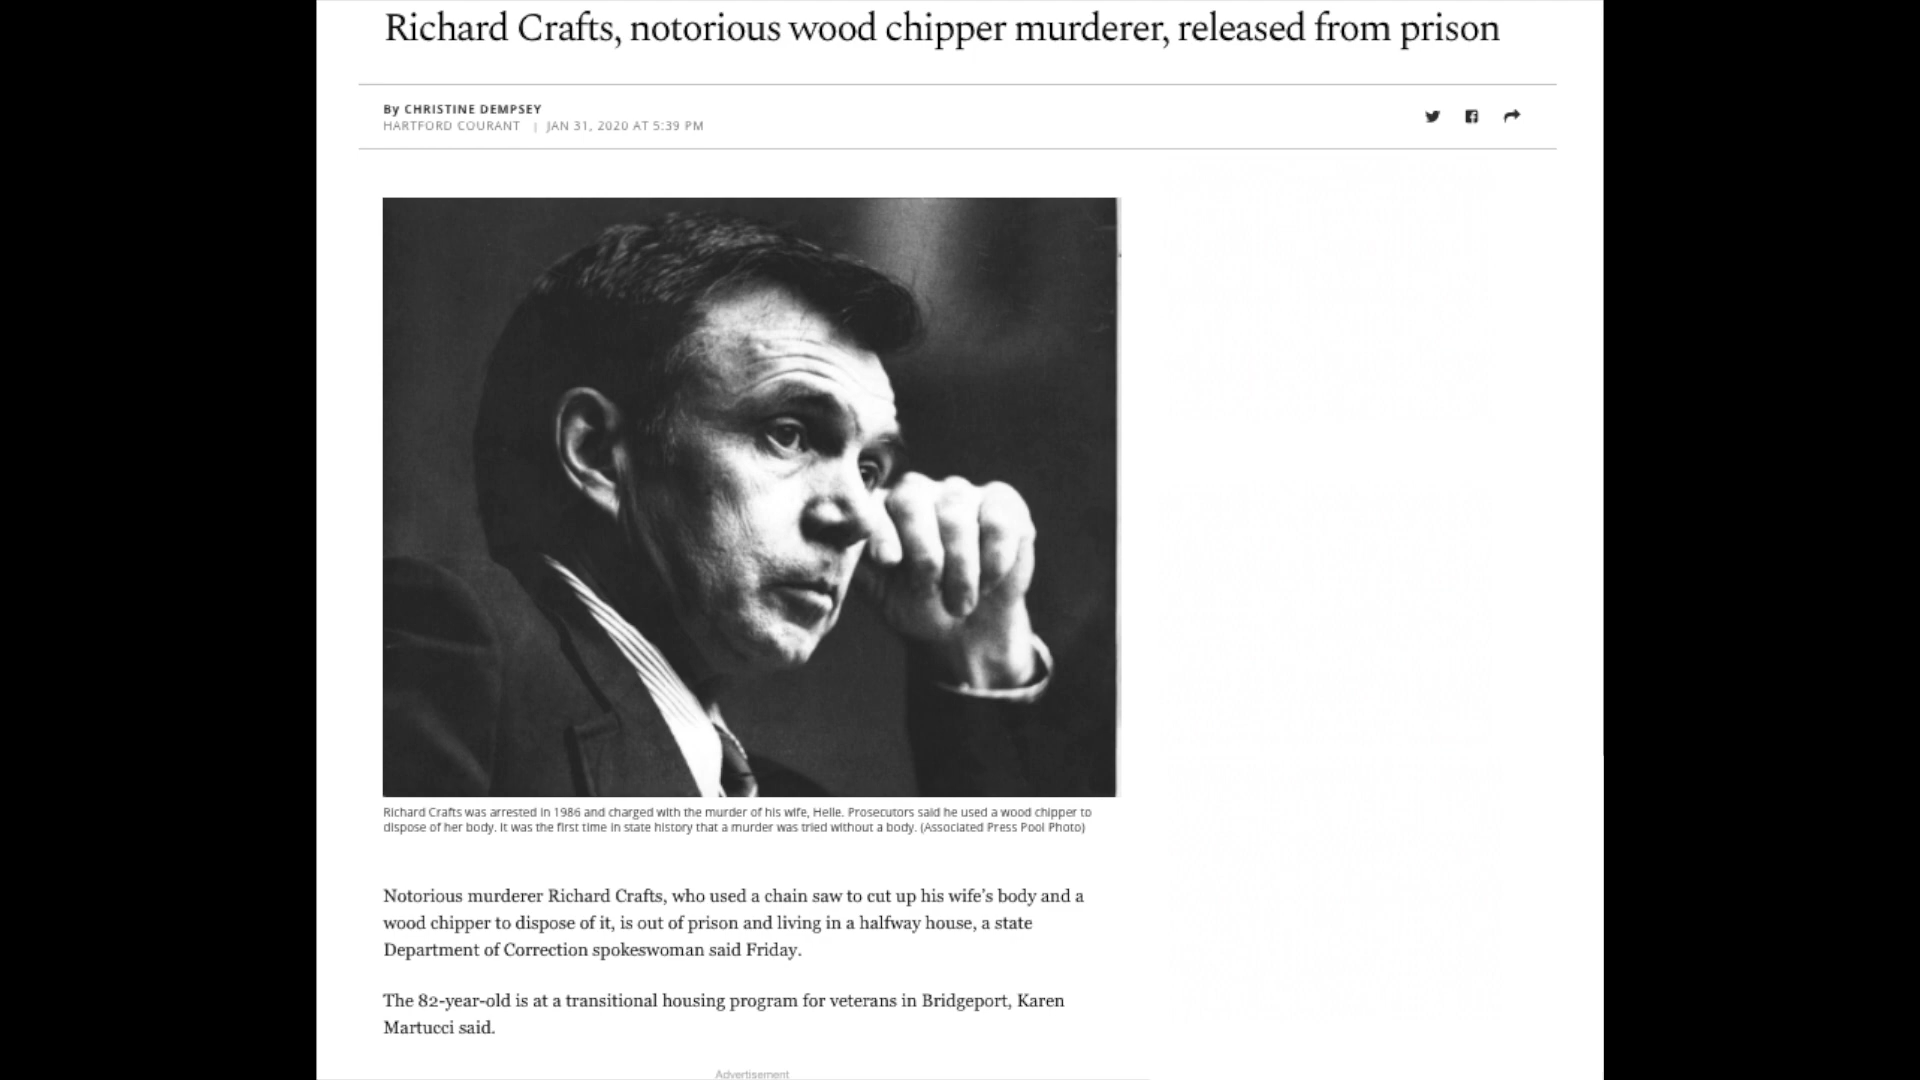 Richard Crafts, notorious wood chipper murderer, released from prison
By CHRISTINE DEMPSEY
HARTFORD COURANT | JAN 31, 2020 AT 5:39 PM
Richard Crafts was arrested in 1986 and charged with the murder of his wife, Helle. Prosecutors said he used a wood chipper to
dispose of her body. It was the first time in state history that a murder was tried without a body. (Associated Press Pool Photo)
Notorious murderer Richard Crafts, who used a chain saw to cut up his wife's body and a
wood chipper to dispose of it, is out of prison and living in a halfway house, a state
Department of Correction spokeswoman said Friday.
The 82-year-old is at a transitional housing program for veterans in Bridgeport, Karen
Martucci said.
Advertisement